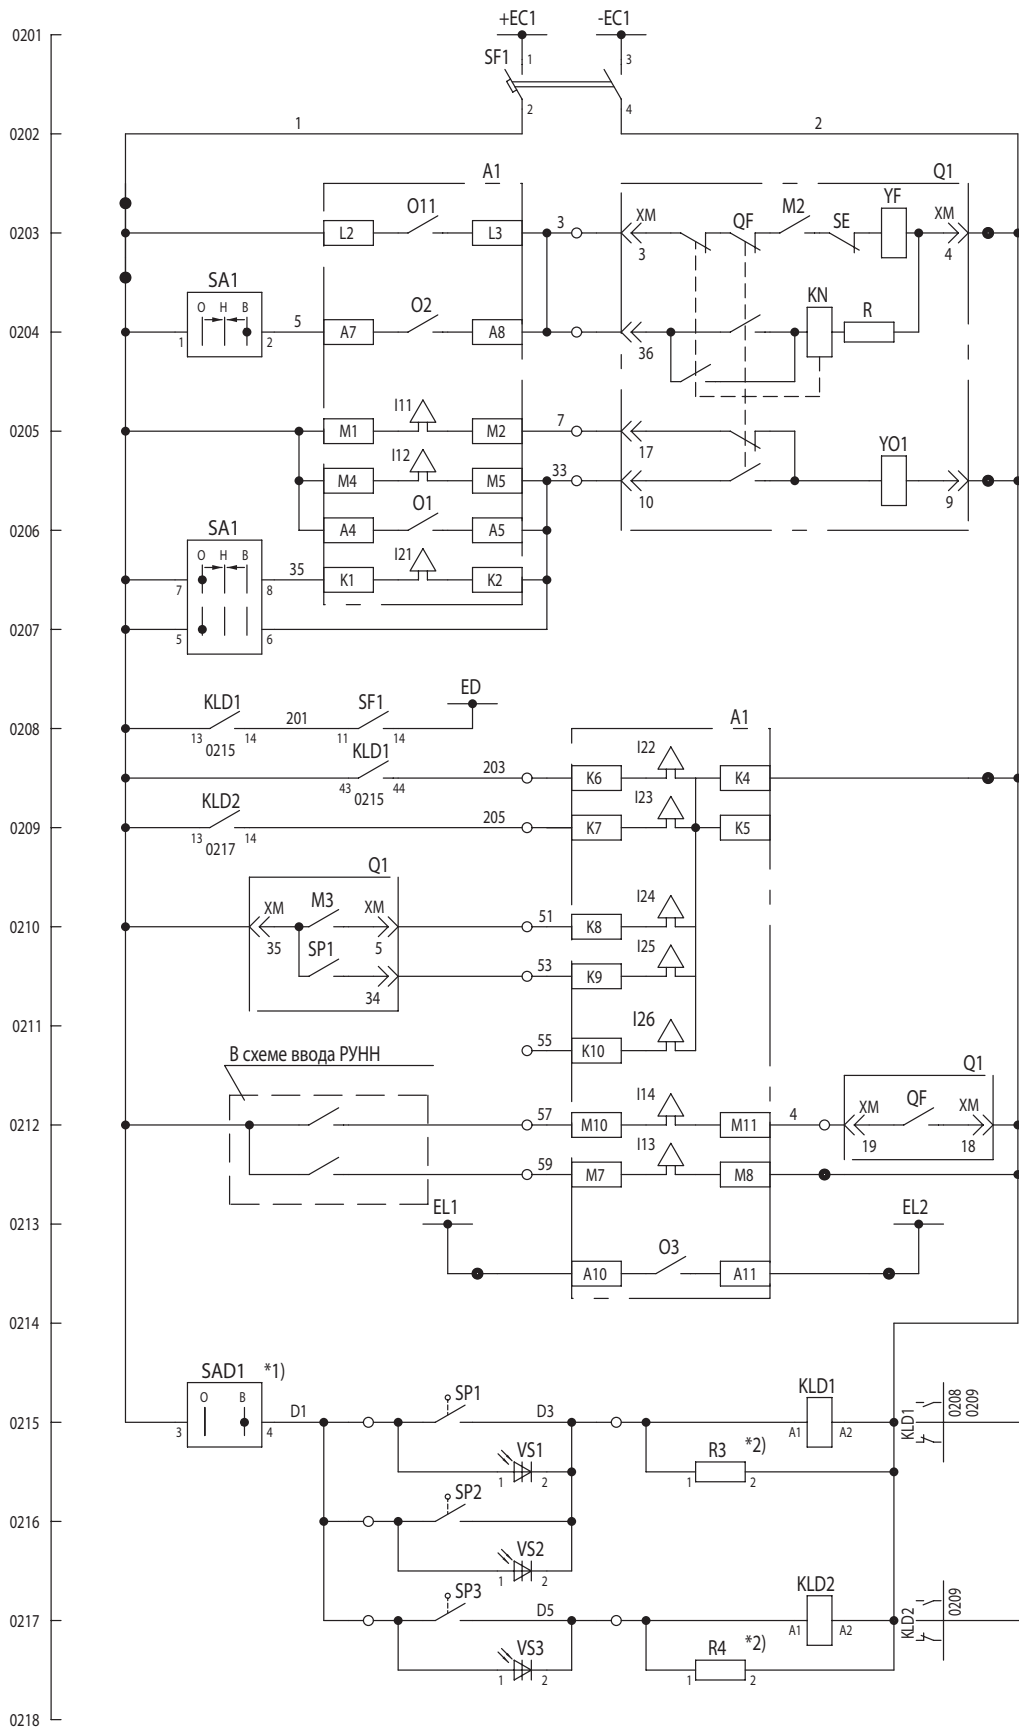 +EC1 -EC1
0201
1 3
SF1
2 4
1 2
0202
A1 Q1
O11 3 XM QF M2 SE YF XM
0203 L2 L3 3 4
SA1 KN
О Н В 5 O2 R
0204 1 2 A7 A8 36
I11 7
0205 M1 M2 17
I12 33 YO1
M4 M5 10 9
O1
0206 A4 A5
SA1
О Н В 35 I21
7 8 K1 K2
0207 5 6
ED
KLD1 201 SF1
0208 13 14 11 14
0215
A1
KLD1 203 I22
43 44 K6 K4
0215
KLD2 205 I23
0209 13 14 K7 K5
0217
Q1
XM M3 XM 51 I24
0210 35 5 K8
SP1 53 I25
34 K9
0211
55 I26
K10
В схеме ввода РУНН
Q1
57 I14 4 XM QF XM
0212 M10 M11 19 18
59 I13
M7 M8
EL1 EL2
0213
O3
A10 A11
0214
SAD1 *1)
О В D1 SP1 D3 KLD1
0215 3 4 A1 A2 KLD1 0208
0209
VS1 R3 *2)
1 2 1 2
SP2
0216
VS2
1 2
SP3 D5 KLD2
0217 A1 A2 KLD2 0209
VS3 R4 *2)
1 2 1 2
0218